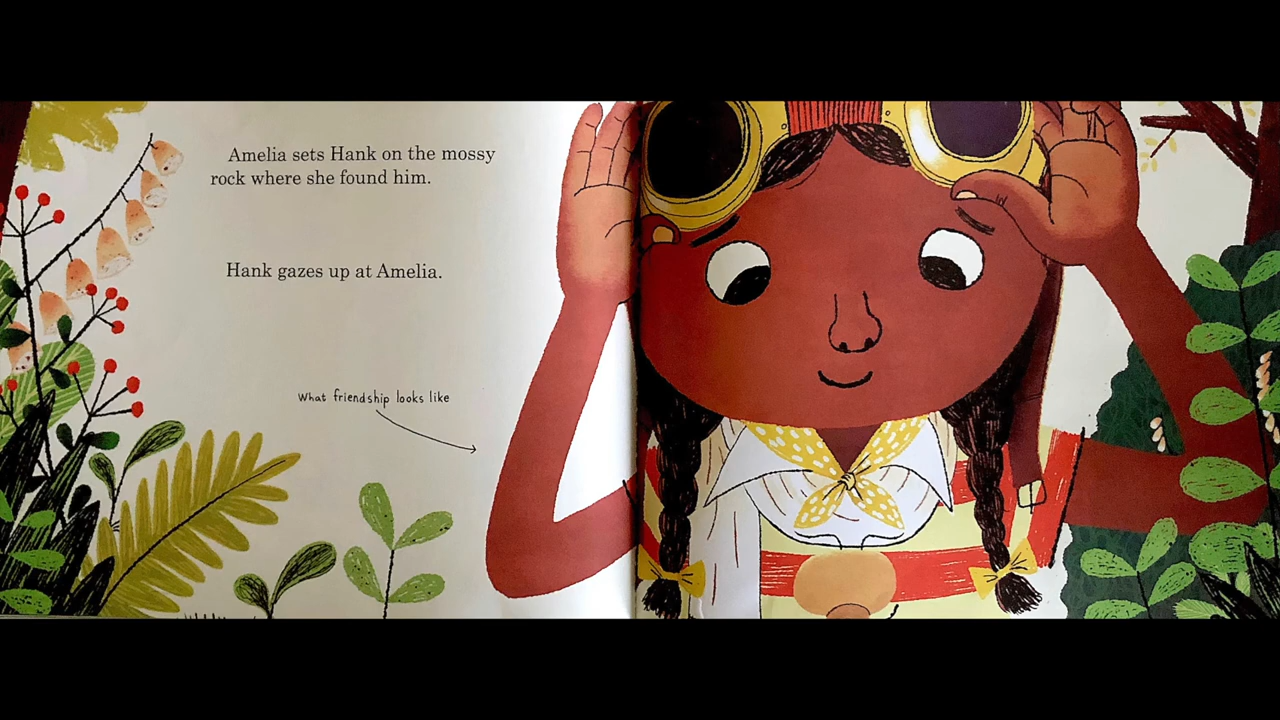 Amelia sets Hank on the mossy
rock where she found him.
Hank gazes up at Amelia.
What friendship looks like